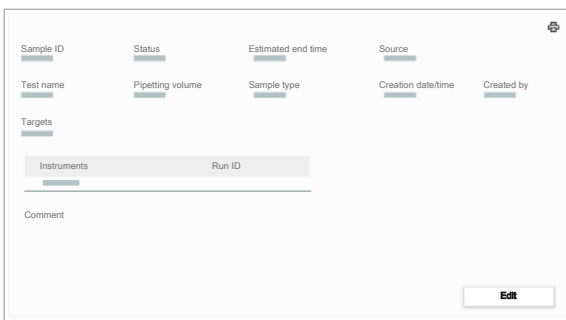 Sample ID Status Estimated end time Source
Test name Pipetting volume Sample type Creation date/time Created by
Targets
Instruments Run ID
Comment
Edit